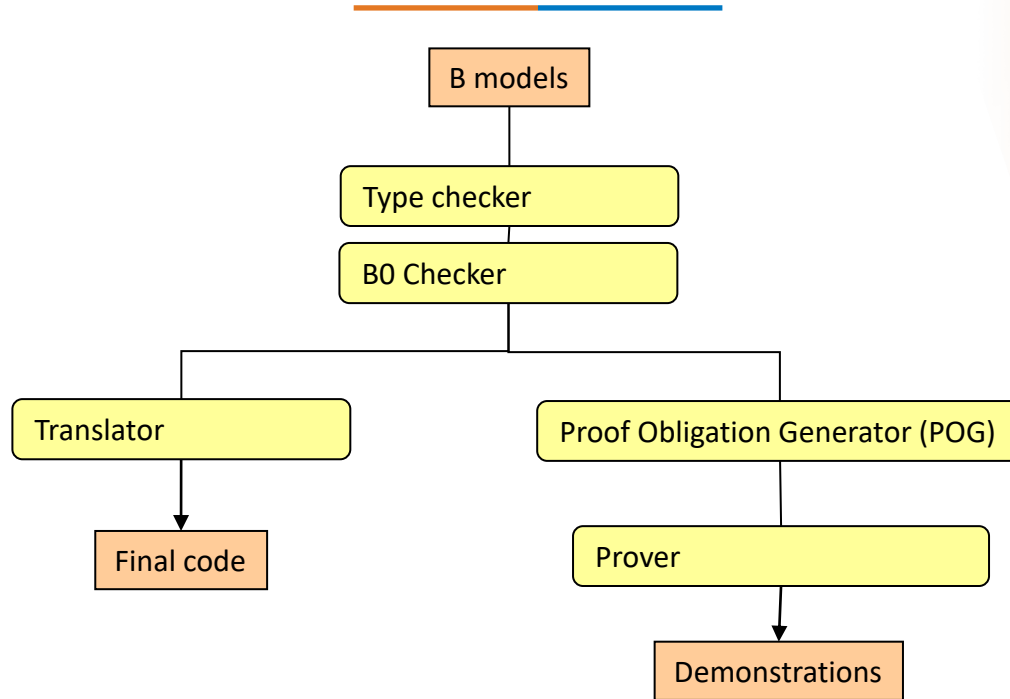 B models
Type checker
B0 Checker
Translator
Proof Obligation Generator (POG)
Final code
Prover
Demonstrations